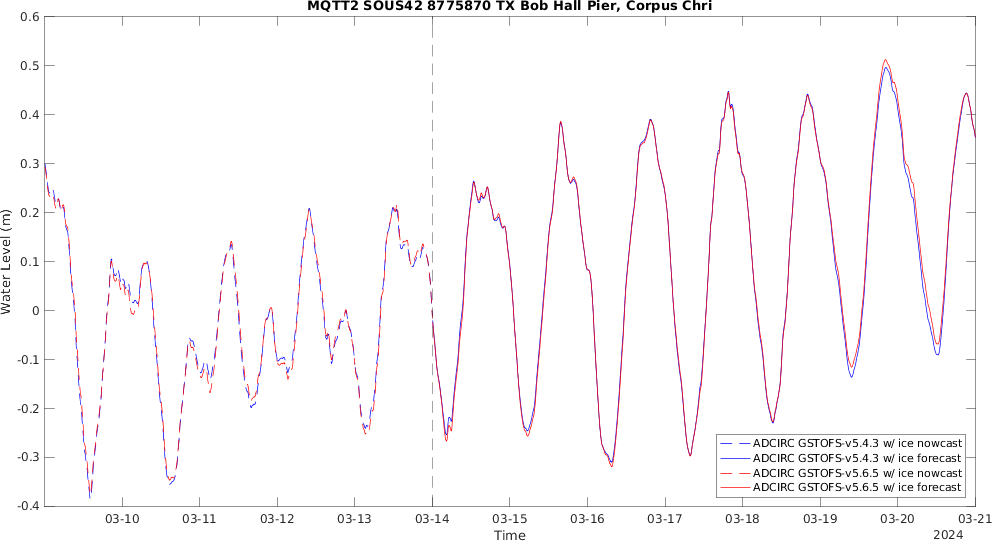 MQTT2 SOUS42 8775870 TX Bob Hall Pier, Corpus Chri
0.6
0.5
0.4
0.3
0.2
0.1
0
-0.1
-0.2
-0.3
-0.4
Water Level (m)
03-10 03-11 03-12 03-13 03-14 03-15 03-16 03-17 03-18 03-19 03-20 03-21
Time
2024
ADCIRC GSTOFS-v5.4.3 w/ ice nowcast
ADCIRC GSTOFS-v5.4.3 w/ ice forecast
ADCIRC GSTOFS-v5.6.5 w/ ice nowcast
ADCIRC GSTOFS-v5.6.5 w/ ice forecast